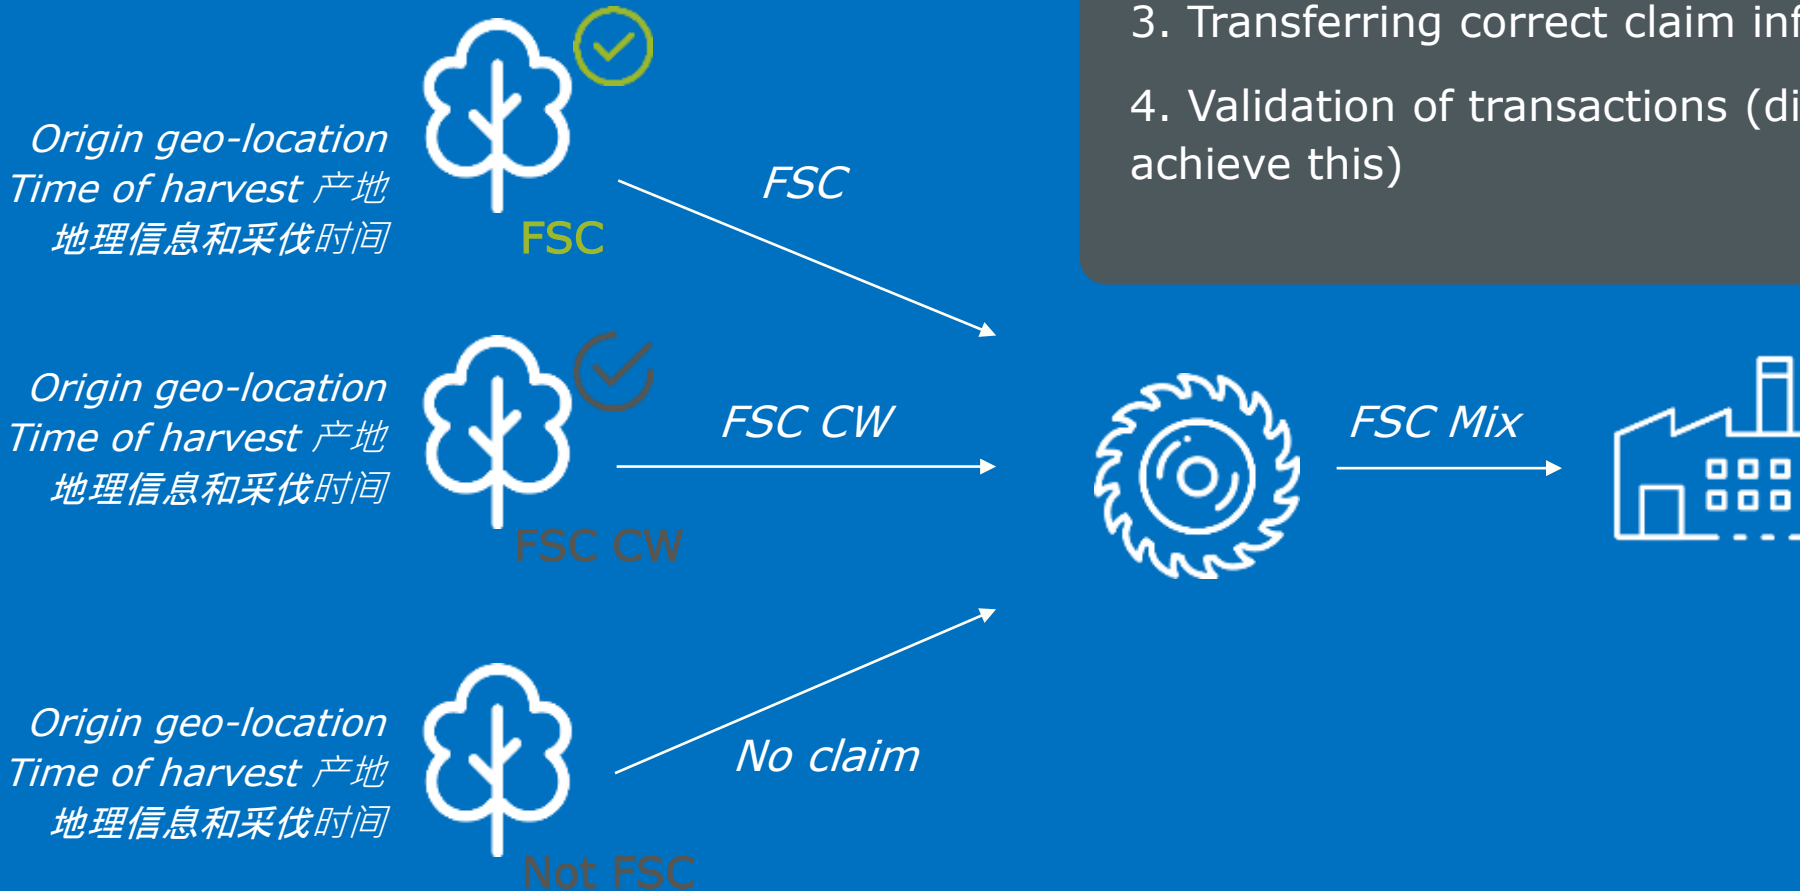 3. Transferring correct claim
4. Validation of transactions
achieve this)
Origin geo-location
Time of harvest 产地
地理信息和采伐时间
FSC
FSC
Origin geo-location
Time of harvest 产地
地理信息和采伐时间
FSC CW
FSC CW
FSC Mix
Origin geo-location
Time of harvest 产地
地理信息和采伐时间
No claim
Not FSC